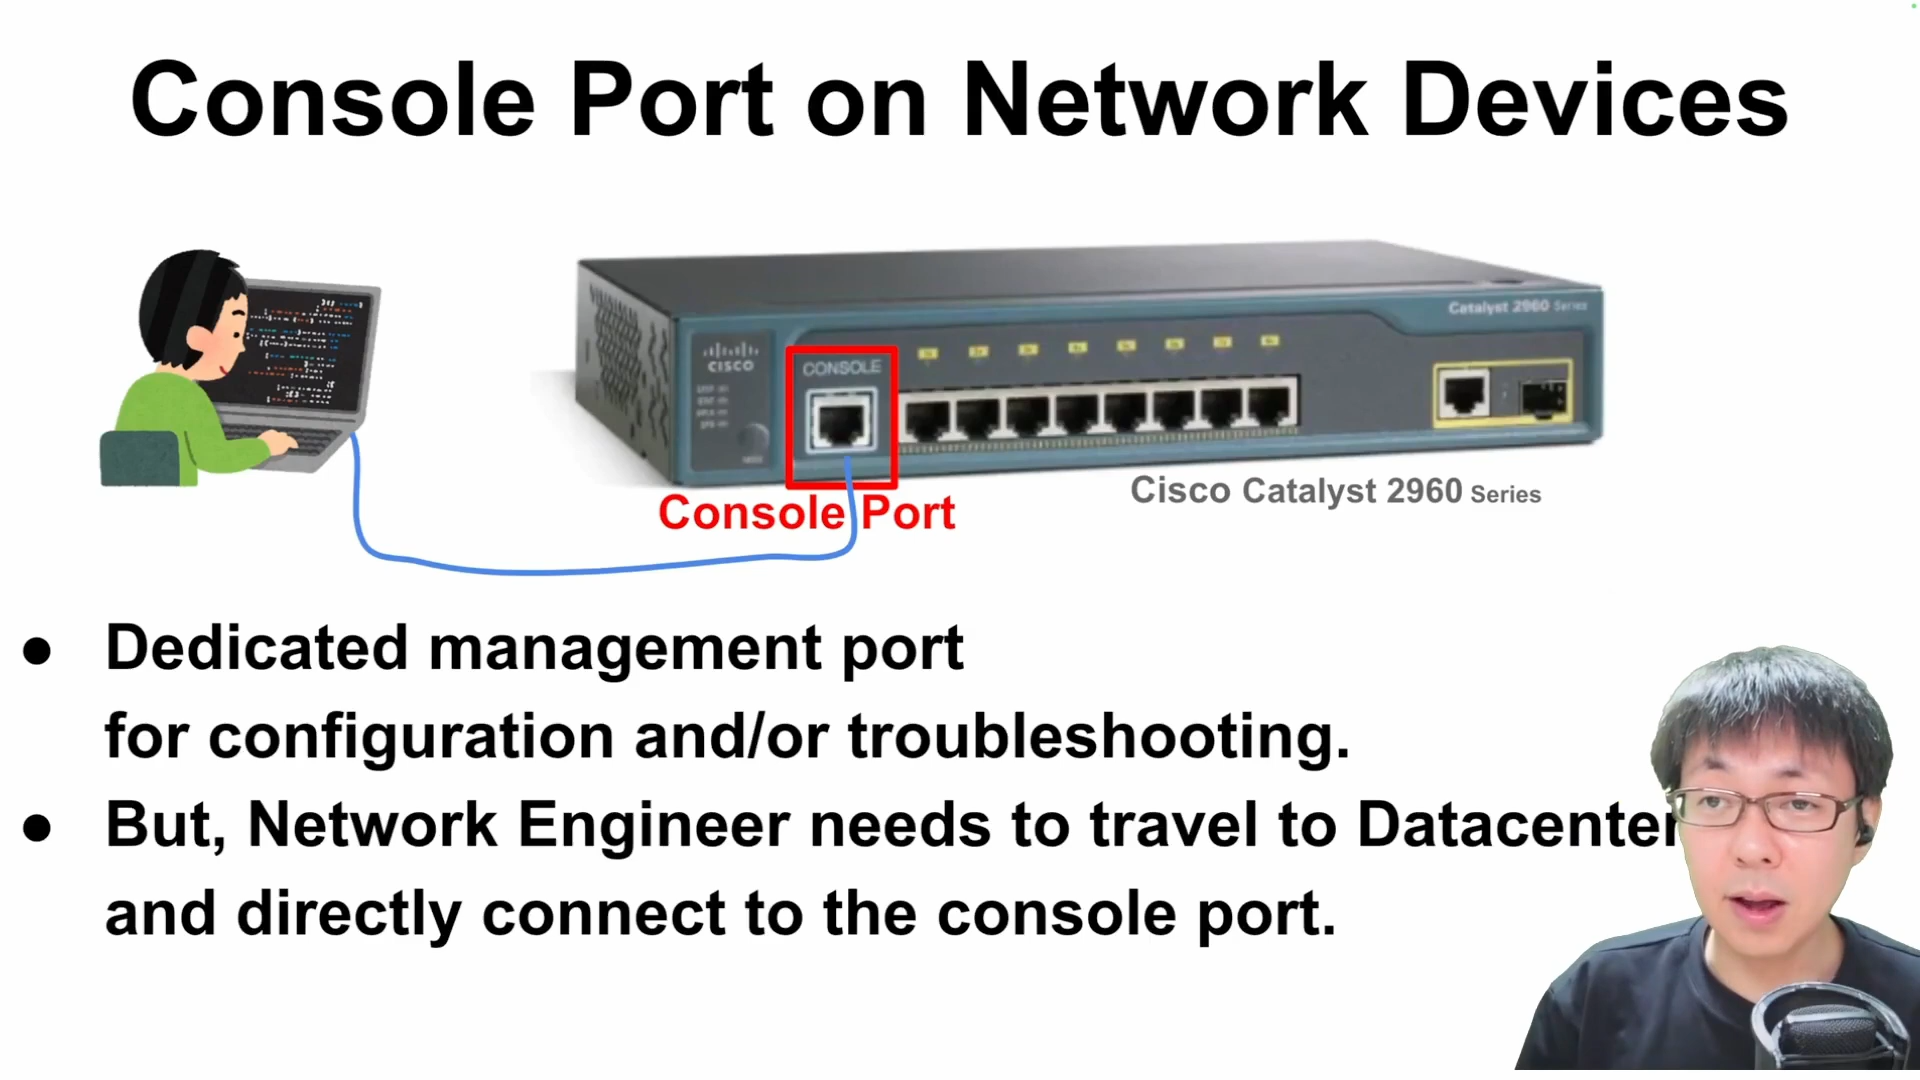 Console Port on Network Devices
Catalyst 2960 Series
CISCO
CONSOLE
Console Port
Cisco Catalyst 2960 Series
● Dedicated management port
for configuration and/or troubleshooting.
● But, Network Engineer needs to travel to Datacenter
and directly connect to the console port.